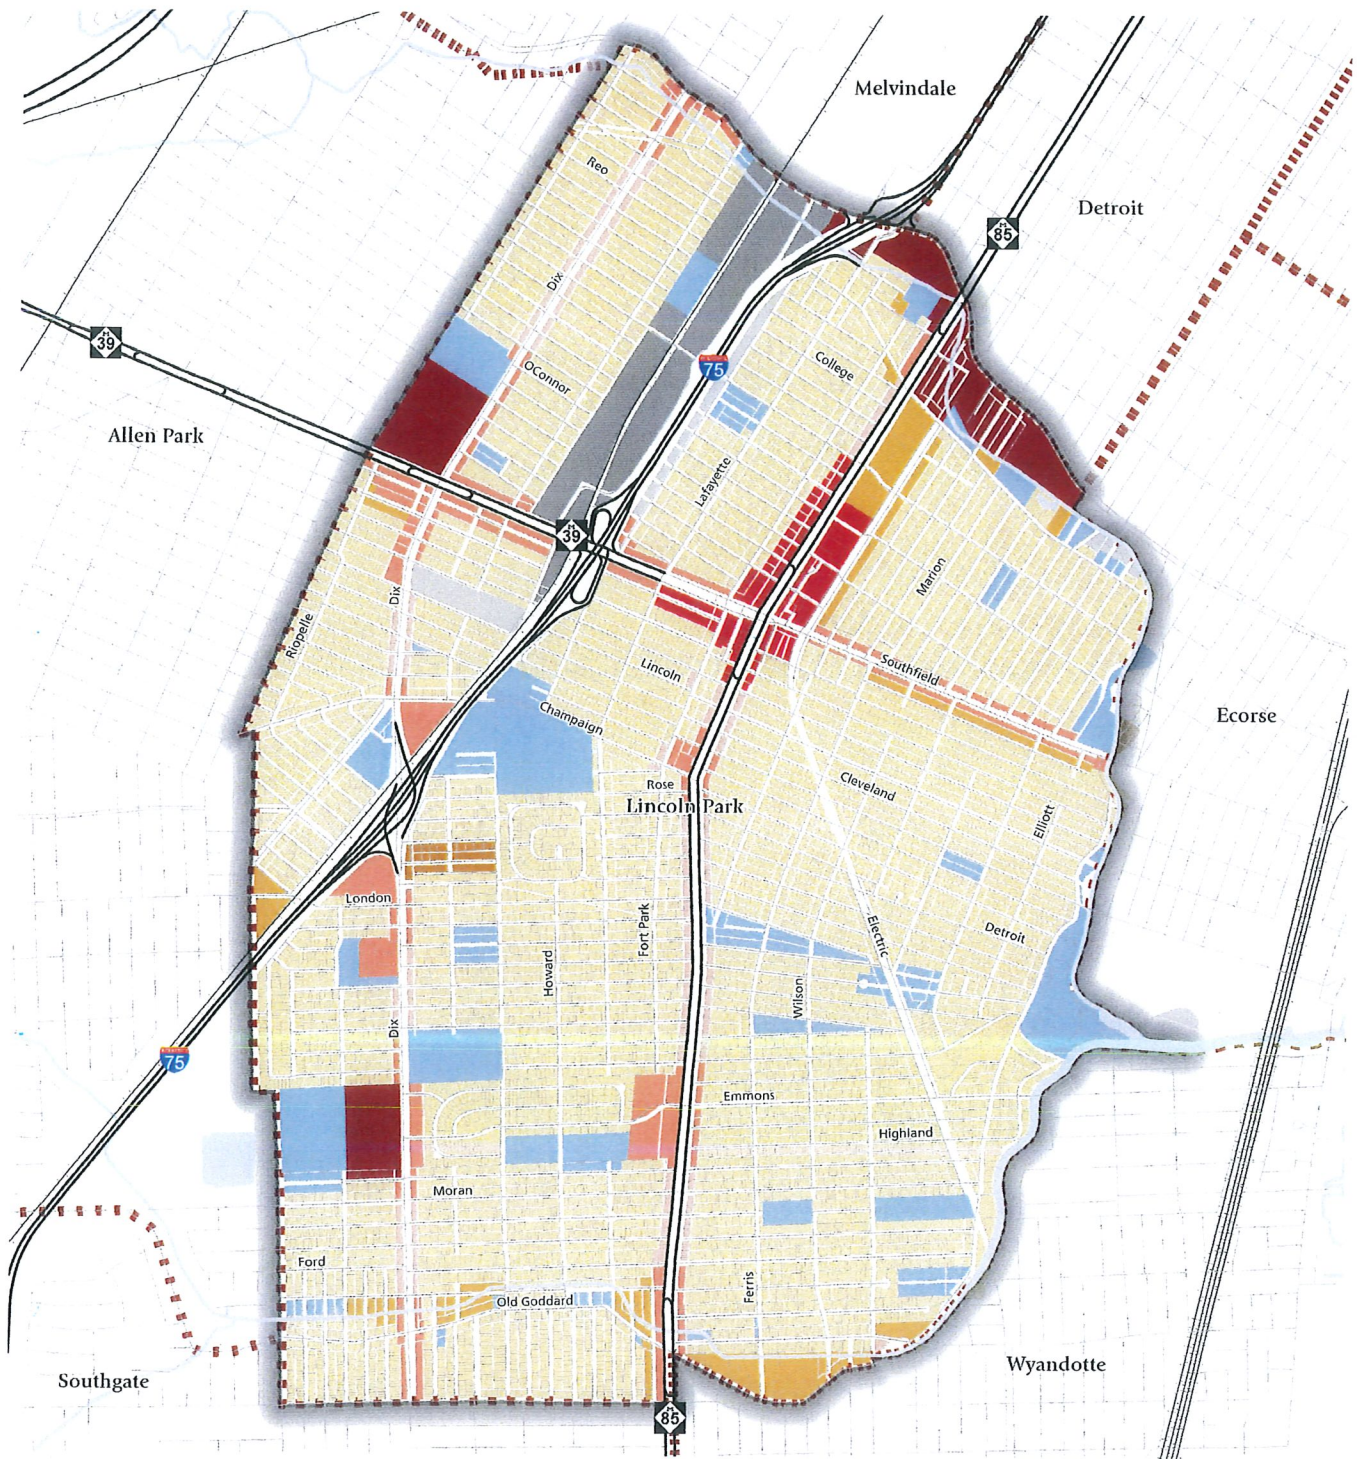 Melvindale
Reo
Detroit
M
85
Dix
M
39
OConnor
College
75
Allen Park
Lafayette
M
39
Marion
Dix
Riopelle
Southfield
Lincoln
Champaign
Ecorse
Rose
Cleveland
Lincoln Park
Elliott
London
Fort Park
Electric
Detroit
Howard
Wilson
Dix
75
Emmons
Highland
Moran
Ford
Ferris
Old Goddard
Wyandotte
Southgate
M
85